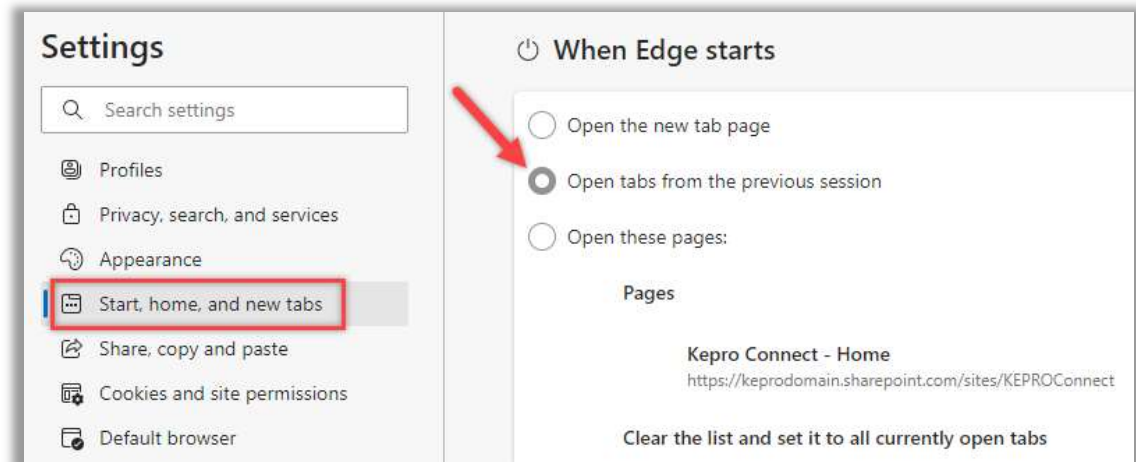 Settings
Search settings
Profiles
Privacy, search, and services
Appearance
Start, home, and new tabs
Share, copy and paste
Cookies and site permissions
Default browser
When Edge starts
Open the new tab page
Open tabs from the previous session
Open these pages:
Pages
Kepro Connect - Home
https://keprodomain.sharepoint.com/sites/KEPROConnect
Clear the list and set it to all currently open tabs